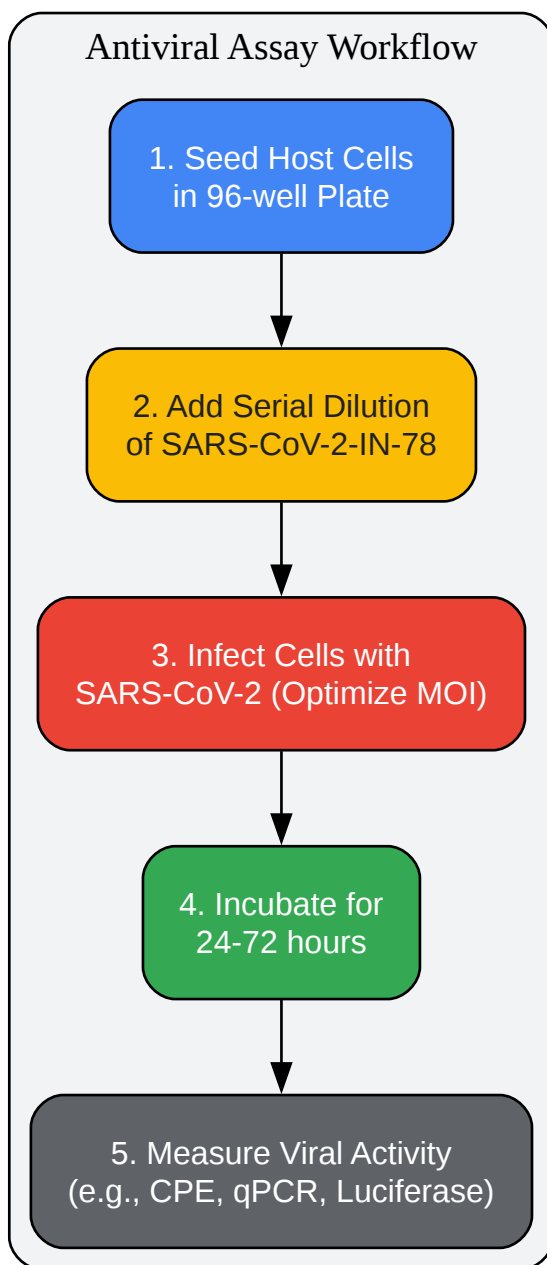 Antiviral Assay Workflow
1. Seed Host Cells
in 96-well Plate
2. Add Serial Dilution
of SARS-CoV-2-IN-78
3. Infect Cells with
SARS-CoV-2 (Optimize MOI)
4. Incubate for
24-72 hours
5. Measure Viral Activity
(e.g., CPE, qPCR, Luciferase)